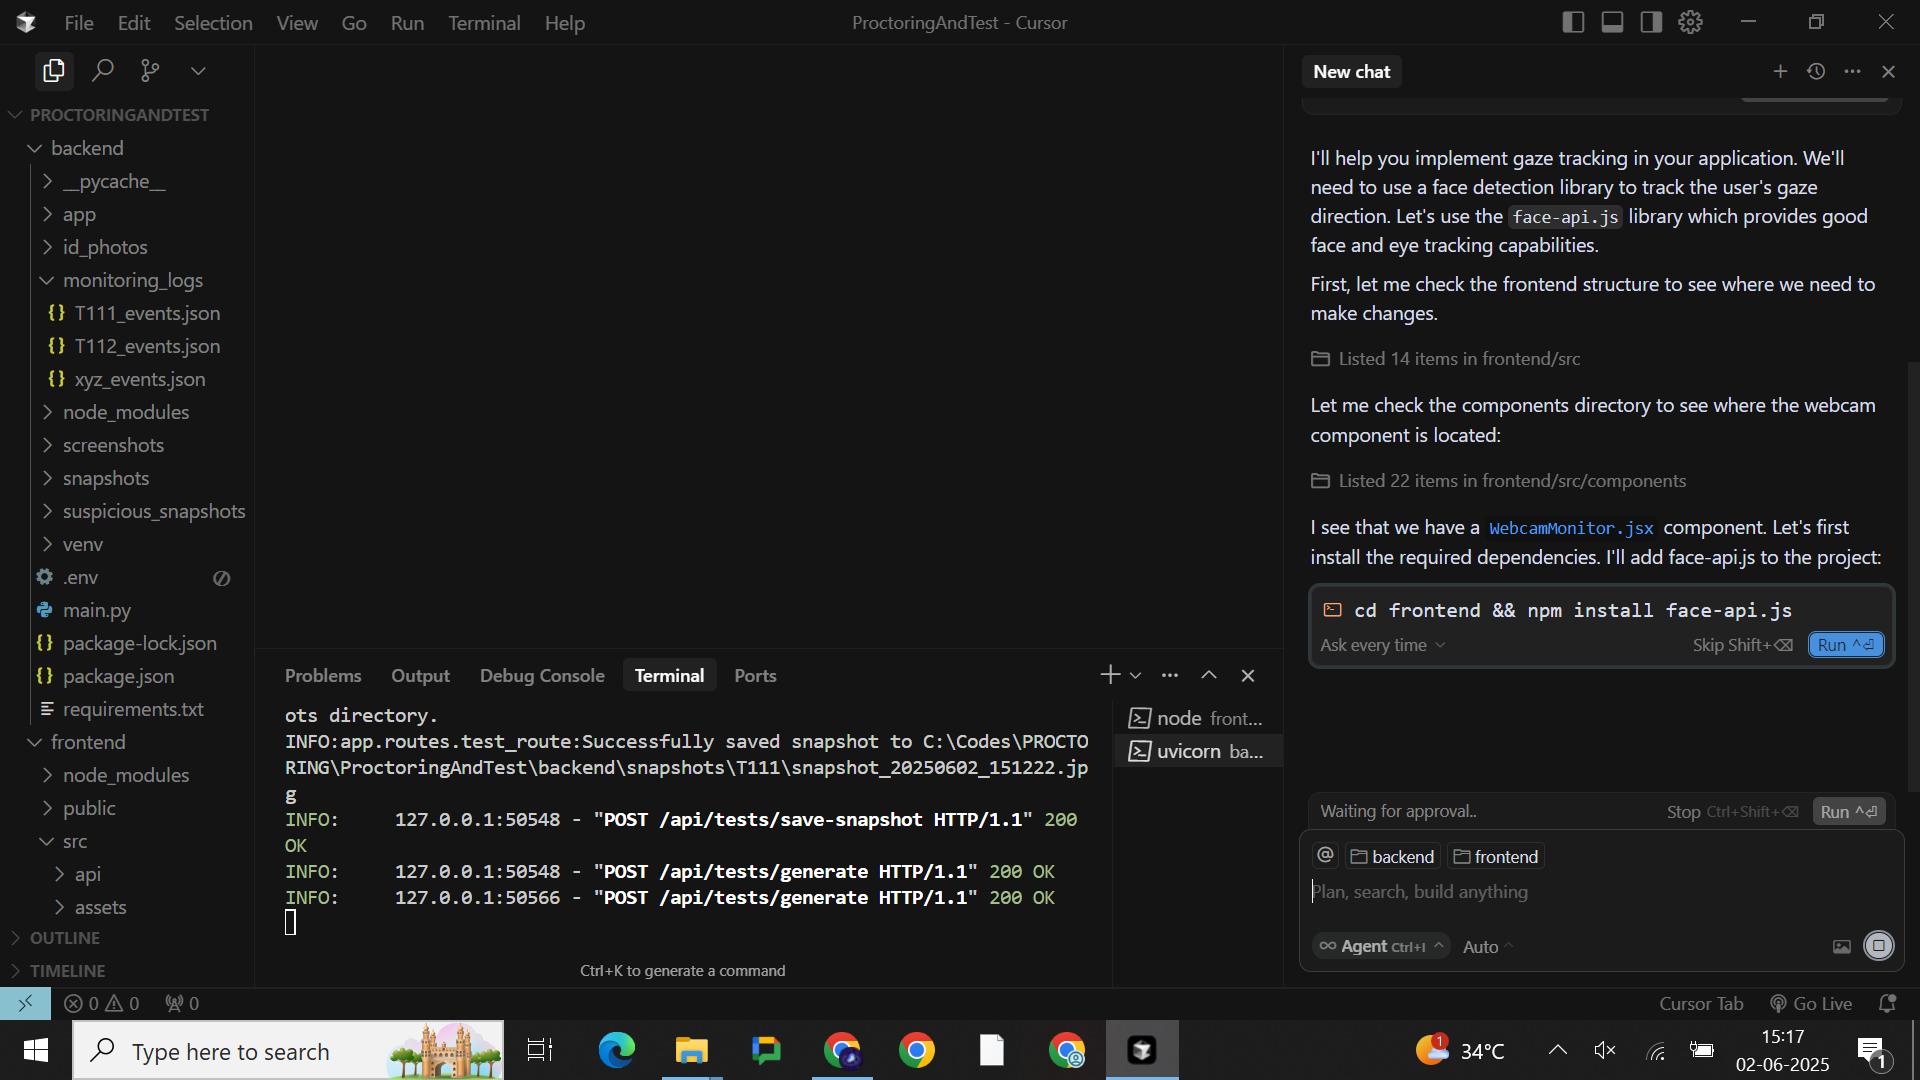 File Edit Selection View Go Run Terminal Help
ProctoringAndTest - Cursor
PROCTORINGANDTEST
backend
__pycache__
app
id_photos
monitoring_logs
{} T111_events.json
{} T112_events.json
{} xyz_events.json
node_modules
screenshots
snapshots
suspicious_snapshots
venv
.env
main.py
{} package-lock.json
{} package.json
requirements.txt
frontend
node_modules
public
src
api
assets
OUTLINE
TIMELINE
Problems Output Debug Console Terminal Ports
ots directory.
INFO:app.routes.test_route:Successfully saved snapshot to C:\Codes\PROCTO
RING\ProctoringAndTest\backend\snapshots\T111\snapshot_20250602_151222.jp
g
INFO: 127.0.0.1:50548 - "POST /api/tests/save-snapshot HTTP/1.1" 200
OK
INFO: 127.0.0.1:50548 - "POST /api/tests/generate HTTP/1.1" 200 OK
INFO: 127.0.0.1:50566 - "POST /api/tests/generate HTTP/1.1" 200 OK
Ctrl+K to generate a command
node front...
uvicorn ba...
New chat
I'll help you implement gaze tracking in your application. We'll
need to use a face detection library to track the user's gaze
direction. Let's use the face-api.js library which provides good
face and eye tracking capabilities.
First, let me check the frontend structure to see where we need to
make changes.
Listed 14 items in frontend/src
Let me check the components directory to see where the webcam
component is located:
Listed 22 items in frontend/src/components
I see that we have a WebcamMonitor.jsx component. Let's first
install the required dependencies. I'll add face-api.js to the project:
cd frontend && npm install face-api.js
Ask every time Skip Shift+⌫ Run ^⏎
Waiting for approval.. Stop Ctrl+Shift+⌫ Run ^⏎
@ backend frontend
Plan, search, build anything
∞ Agent Ctrl+I Auto
0 0 0
Cursor Tab Go Live
Type here to search
1 34°C
15:17
02-06-2025
1